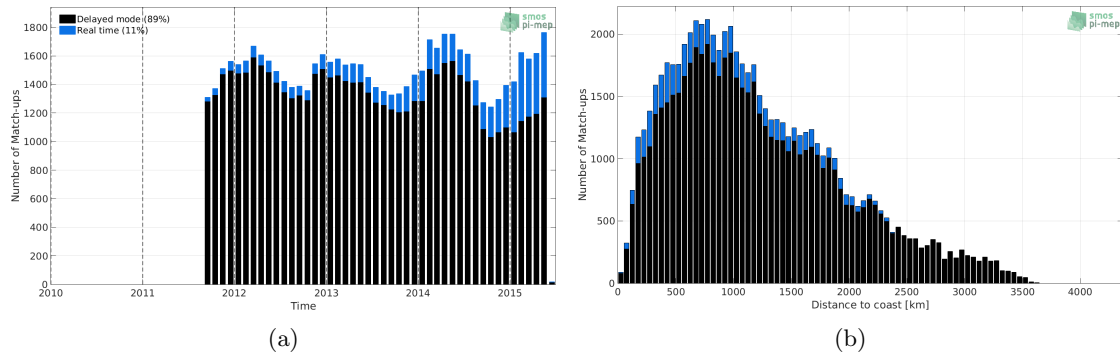 Delayed mode (89%)
Real time (11%)
smos
pi-mep
Number of Match-ups
1800
1600
1400
1200
1000
800
600
400
200
0
2010
2011
2012
2013
2014
2015
Time
(a)
smos
pi-mep
Number of Match-ups
2000
1500
1000
500
0
0
500
1000
1500
2000
2500
3000
3500
4000
Distance to coast [km]
(b)